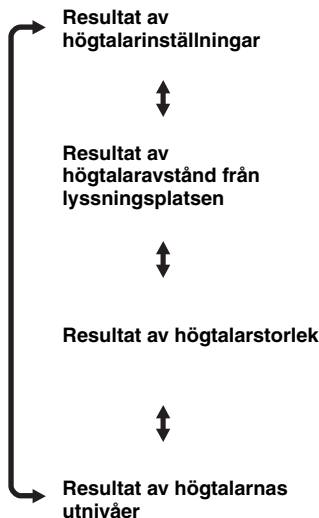 Resultat av
högtalarinställningar
Resultat av
högtalaravstånd från
lyssningsplatsen
Resultat av högtalarstorlek
Resultat av högtalarnas
utnivåer